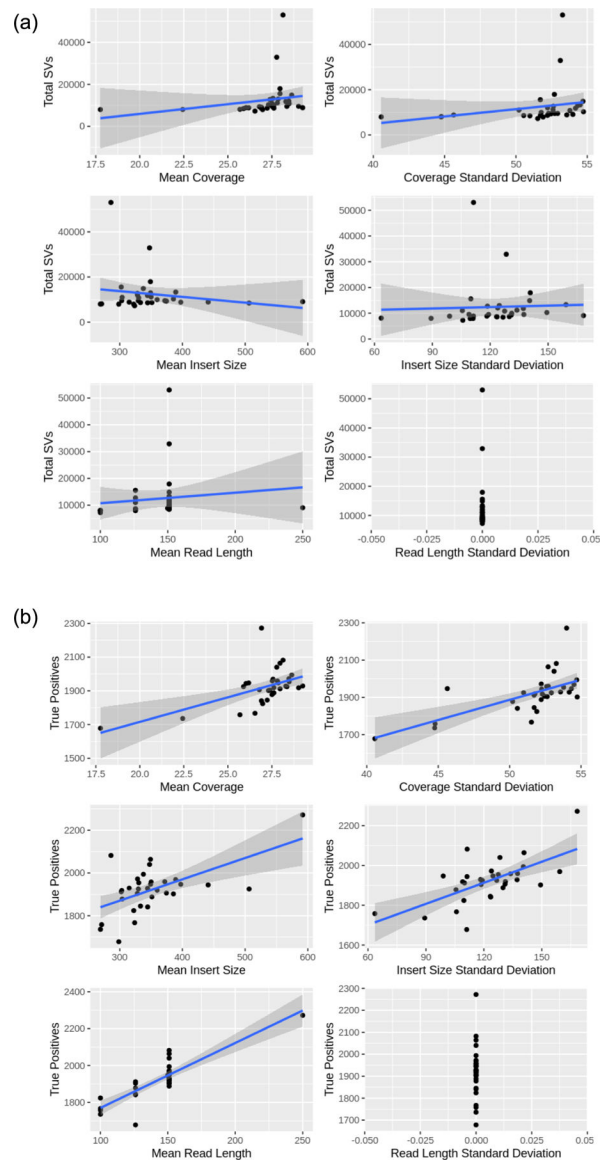 (a)
Total SVs
40000
20000
0
17.5 20.0 22.5 25.0 27.5
Mean Coverage
Total SVs
40000
20000
0
40 45 50 55
Coverage Standard Deviation
Total SVs
40000
20000
0
300 400 500 600
Mean Insert Size
Total SVs
50000
40000
30000
20000
10000
0
60 90 120 150
Insert Size Standard Deviation
Total SVs
50000
40000
30000
20000
10000
100 150 200 250
Mean Read Length
Total SVs
50000
40000
30000
20000
10000
-0.050 -0.025 0.000 0.025 0.05
Read Length Standard Deviation
(b)
True Positives
2300
2100
1900
1700
1500
17.5 20.0 22.5 25.0 27.5
Mean Coverage
True Positives
2300
2100
1900
1700
40 45 50 55
Coverage Standard Deviation
True Positives
2200
2000
1800
300 400 500 600
Mean Insert Size
True Positives
2200
2000
1800
1600
60 90 120 150
Insert Size Standard Deviation
True Positives
2400
2200
2000
1800
100 150 200 250
Mean Read Length
True Positives
2300
2200
2100
2000
1900
1800
1700
-0.050 -0.025 0.000 0.025 0.05
Read Length Standard Deviation